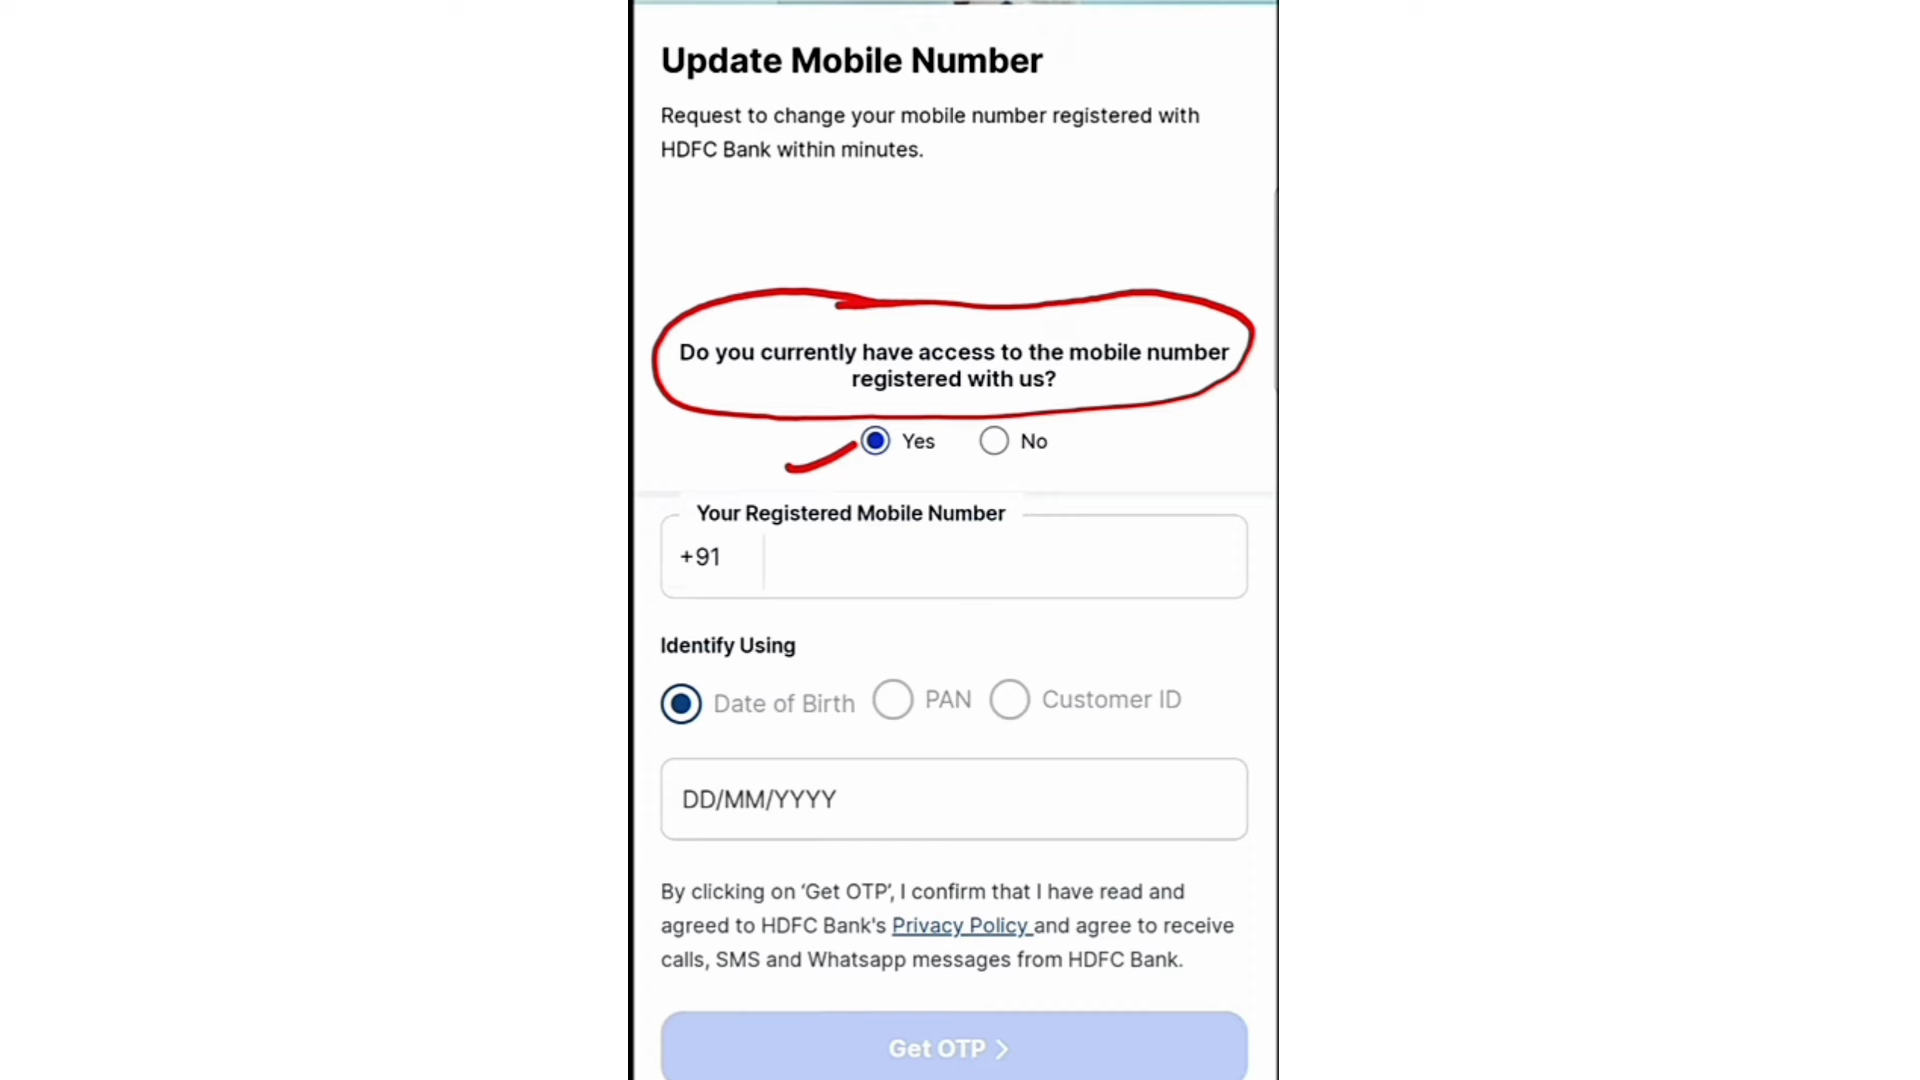 Update Mobile Number
Request to change your mobile number registered with
HDFC Bank within minutes.
Do you currently have access to the mobile number
registered with us?
Yes No
Your Registered Mobile Number
+91
Identify Using
Date of Birth PAN Customer ID
DD/MM/YYYY
By clicking on ‘Get OTP’, I confirm that I have read and
agreed to HDFC Bank's Privacy Policy and agree to receive
calls, SMS and Whatsapp messages from HDFC Bank.
Get OTP